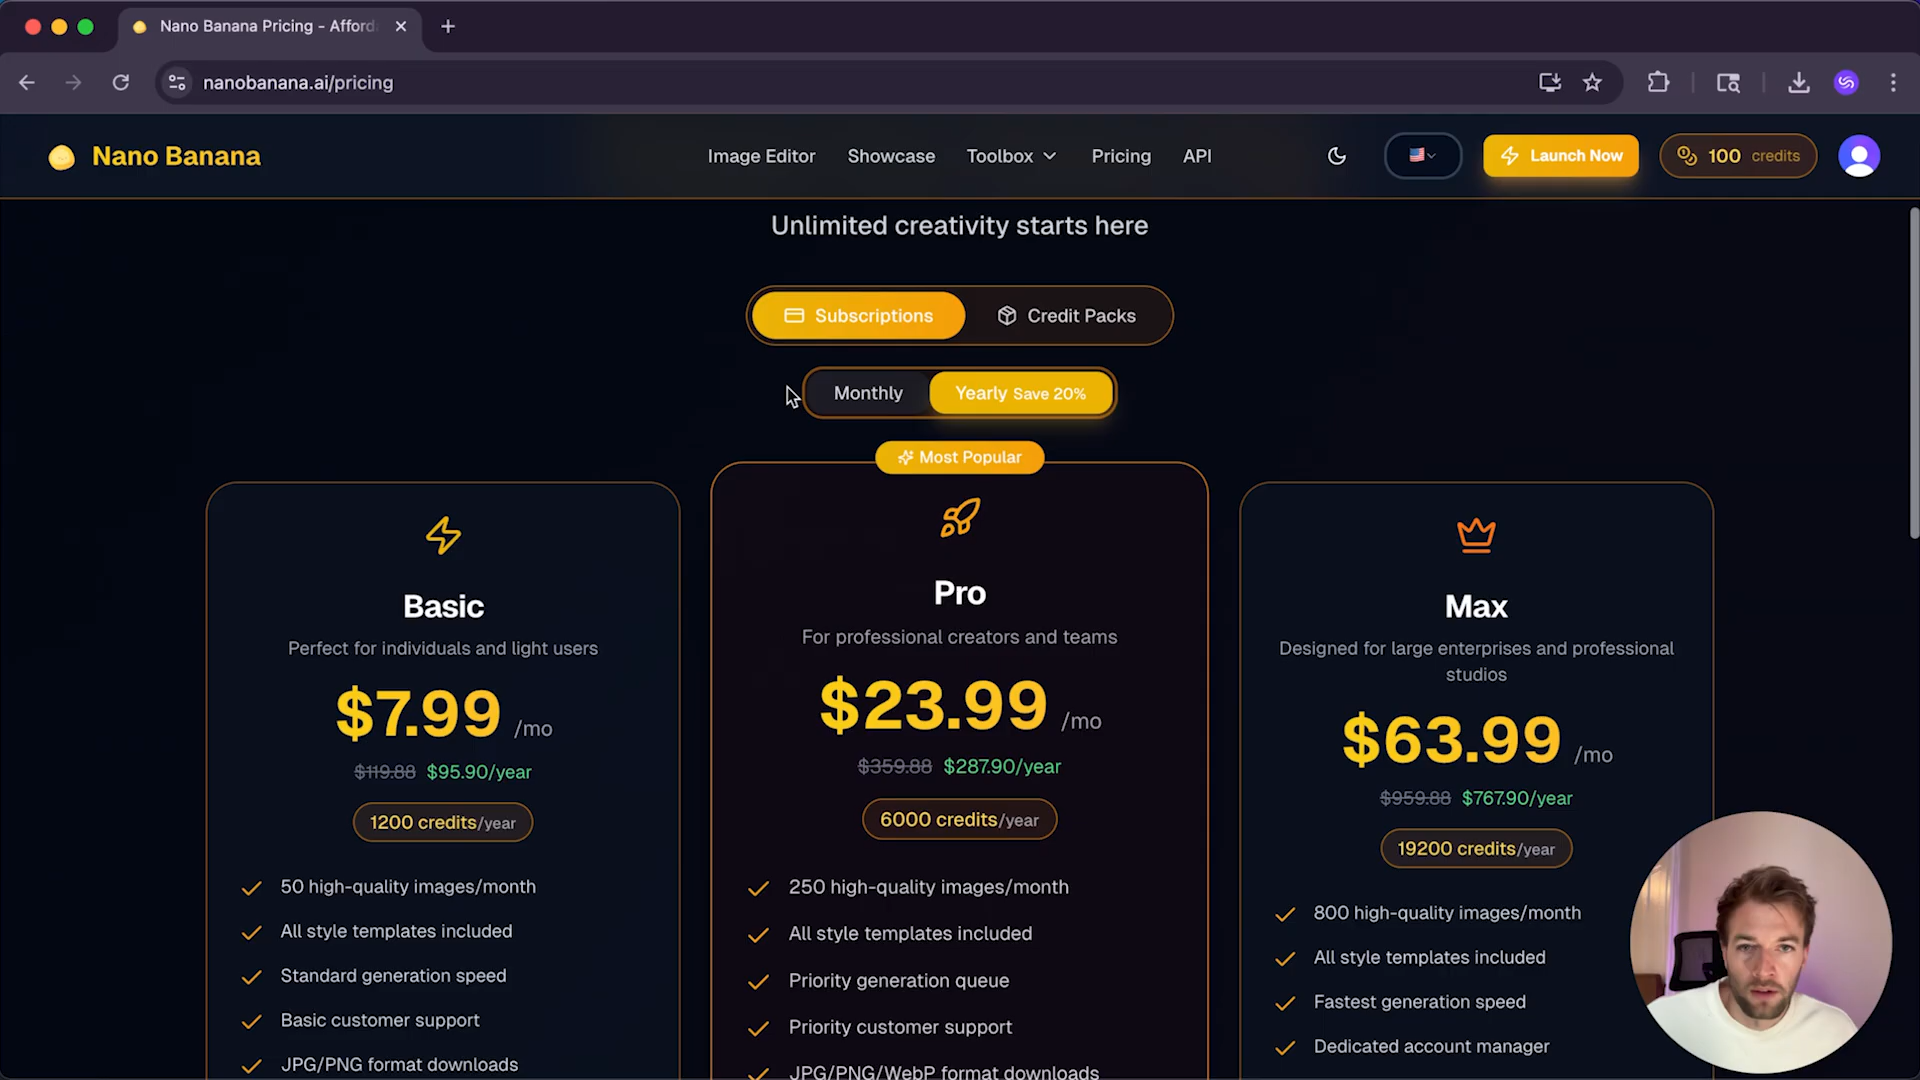 Nano Banana Pricing - Afford
nanobanana.ai/pricing
Nano Banana
Image Editor
Showcase
Toolbox
Pricing
API
Launch Now
100 credits
Unlimited creativity starts here
Subscriptions
Credit Packs
Monthly
Yearly Save 20%
Most Popular
Basic
Perfect for individuals and light users
$7.99 /mo
$119.88 $95.90/year
1200 credits/year
50 high-quality images/month
All style templates included
Standard generation speed
Basic customer support
JPG/PNG format downloads
Pro
For professional creators and teams
$23.99 /mo
$359.88 $287.90/year
6000 credits/year
250 high-quality images/month
All style templates included
Priority generation queue
Priority customer support
JPG/PNG/WebP format downloads
Max
Designed for large enterprises and professional
studios
$63.99 /mo
$959.88 $767.90/year
19200 credits/year
800 high-quality images/month
All style templates included
Fastest generation speed
Dedicated account manager